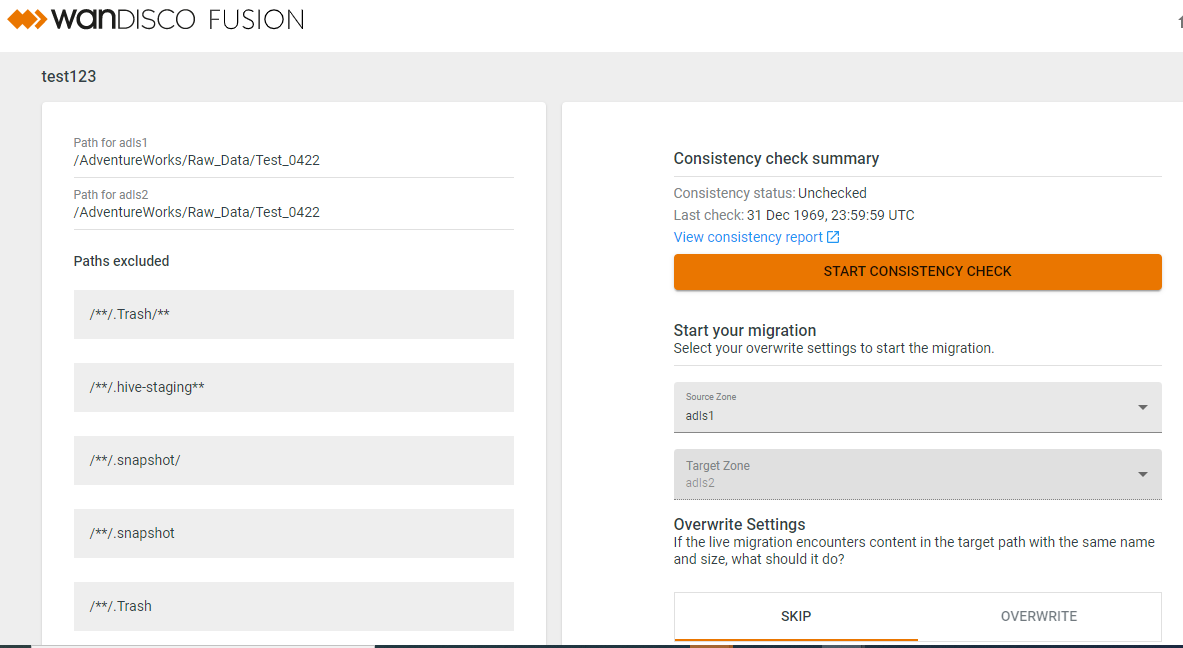 WANDISCO FUSION
test123
Path for adls1
/AdventureWorks/Raw_Data/Test_0422
Path for adls2
/AdventureWorks/Raw_Data/Test_0422
Paths excluded
/**/.Trash/**
/**/.hive-staging**
/**/.snapshot/
/**/.snapshot
/**/.Trash
Consistency check summary
Consistency status: Unchecked
Last check: 31 Dec 1969, 23:59:59 UTC
View consistency report
START CONSISTENCY CHECK
Start your migration
Select your overwrite settings to start the migration.
Source Zone
adls1
Target Zone
adls2
Overwrite Settings
If the live migration encounters content in the target path with the same name
and size, what should it do?
SKIP
OVERWRITE